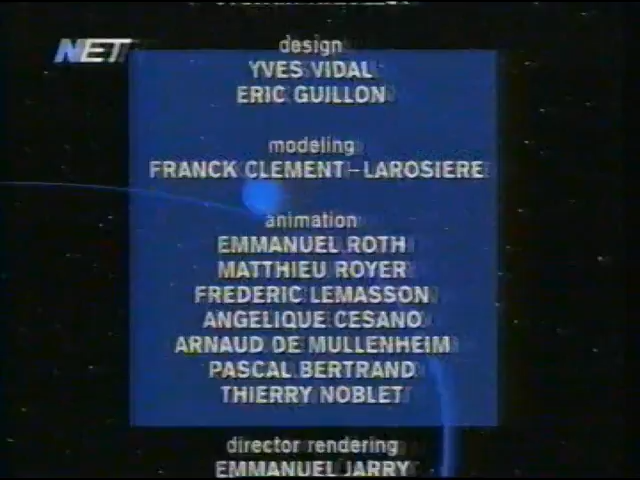 NET
design
YVES VIDAL
ERIC GUILLON
modeling
FRANCK CLEMENT-LAROSIERE
animation
EMMANUEL ROTH
MATTHIEU ROYER
FREDERIC LEMASSON
ANGELIQUE CESANO
ARNAUD DE MULLENHEIM
PASCAL BERTRAND
THIERRY NOBLET
director rendering
EMMANUEL JARRY